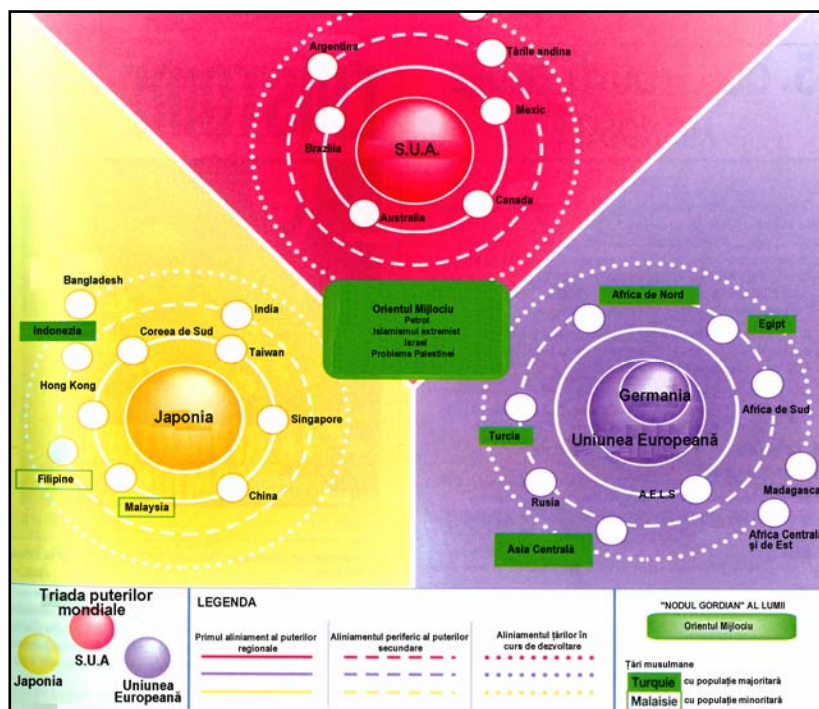 Argentina
Țările andina
Brazilia
Mexic
S.U.A.
Canada
Australia
Orientul Mijlociu
Petrol
Islamismul extremist
Israel
Problema Palestinei
Bangladesh
India
Indonezia
Coreea de Sud
Taiwan
Hong Kong
Japonia
Singapore
Filipine
Malaysia
China
Africa de Nord
Egipt
Germania
Africa de Sud
Turcia
Uniunea Europeană
Rusia
A.E.L.S
Madagasca
Africa Centrală
și de Est
Asia Centrală
Triada puterilor
mondiale
S.U.A
Japonia
Uniunea
Europeană
LEGENDA
Primul aliniament al puterilor
regionale
Aliniamentul periferic al puterilor
secundare
Aliniamentul țărilor în
curs de dezvoltare
"NODUL GORDIAN" AL LUMII
Orientul Mijlociu
Țări musulmane
Turquie cu populație majoritară
Malaisie cu populație minoritară